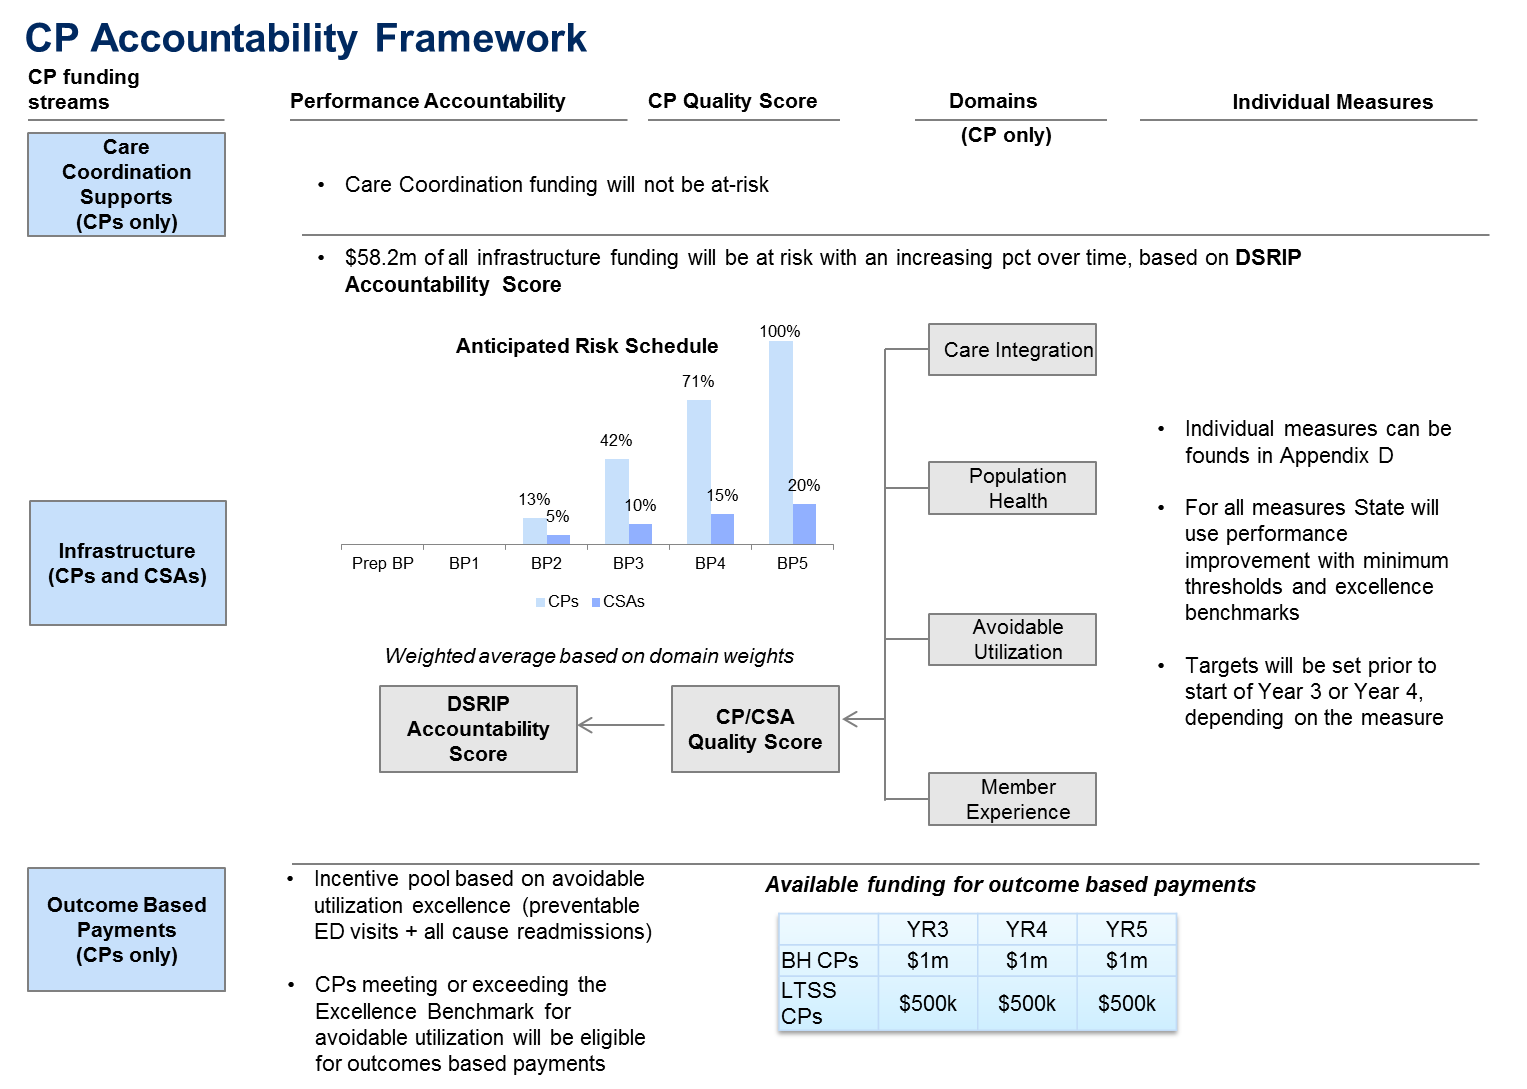 CP Accountability Framework
CP funding
streams
Performance Accountability
CP Quality Score
Domains
(CP only)
Individual Measures
Care
Coordination
Supports
(CPs only)
• Care Coordination funding will not be at-risk
• $58.2m of all infrastructure funding will be at risk with an increasing pct over time, based on DSRIP
Accountability Score
Infrastructure
(CPs and CSAs)
Anticipated Risk Schedule
13%
5%
42%
10%
71%
15%
100%
20%
Prep BP BP1 BP2 BP3 BP4 BP5
CPs CSAs
Weighted average based on domain weights
DSRIP
Accountability
Score
CP/CSA
Quality Score
Care Integration
Population
Health
Avoidable
Utilization
Member
Experience
• Individual measures can be
founds in Appendix D
• For all measures State will
use performance
improvement with minimum
thresholds and excellence
benchmarks
• Targets will be set prior to
start of Year 3 or Year 4,
depending on the measure
Outcome Based
Payments
(CPs only)
• Incentive pool based on avoidable
utilization excellence (preventable
ED visits + all cause readmissions)
• CPs meeting or exceeding the
Excellence Benchmark for
avoidable utilization will be eligible
for outcomes based payments
Available funding for outcome based payments
YR3 YR4 YR5
BH CPs $1m $1m $1m
LTSS
CPs $500k $500k $500k